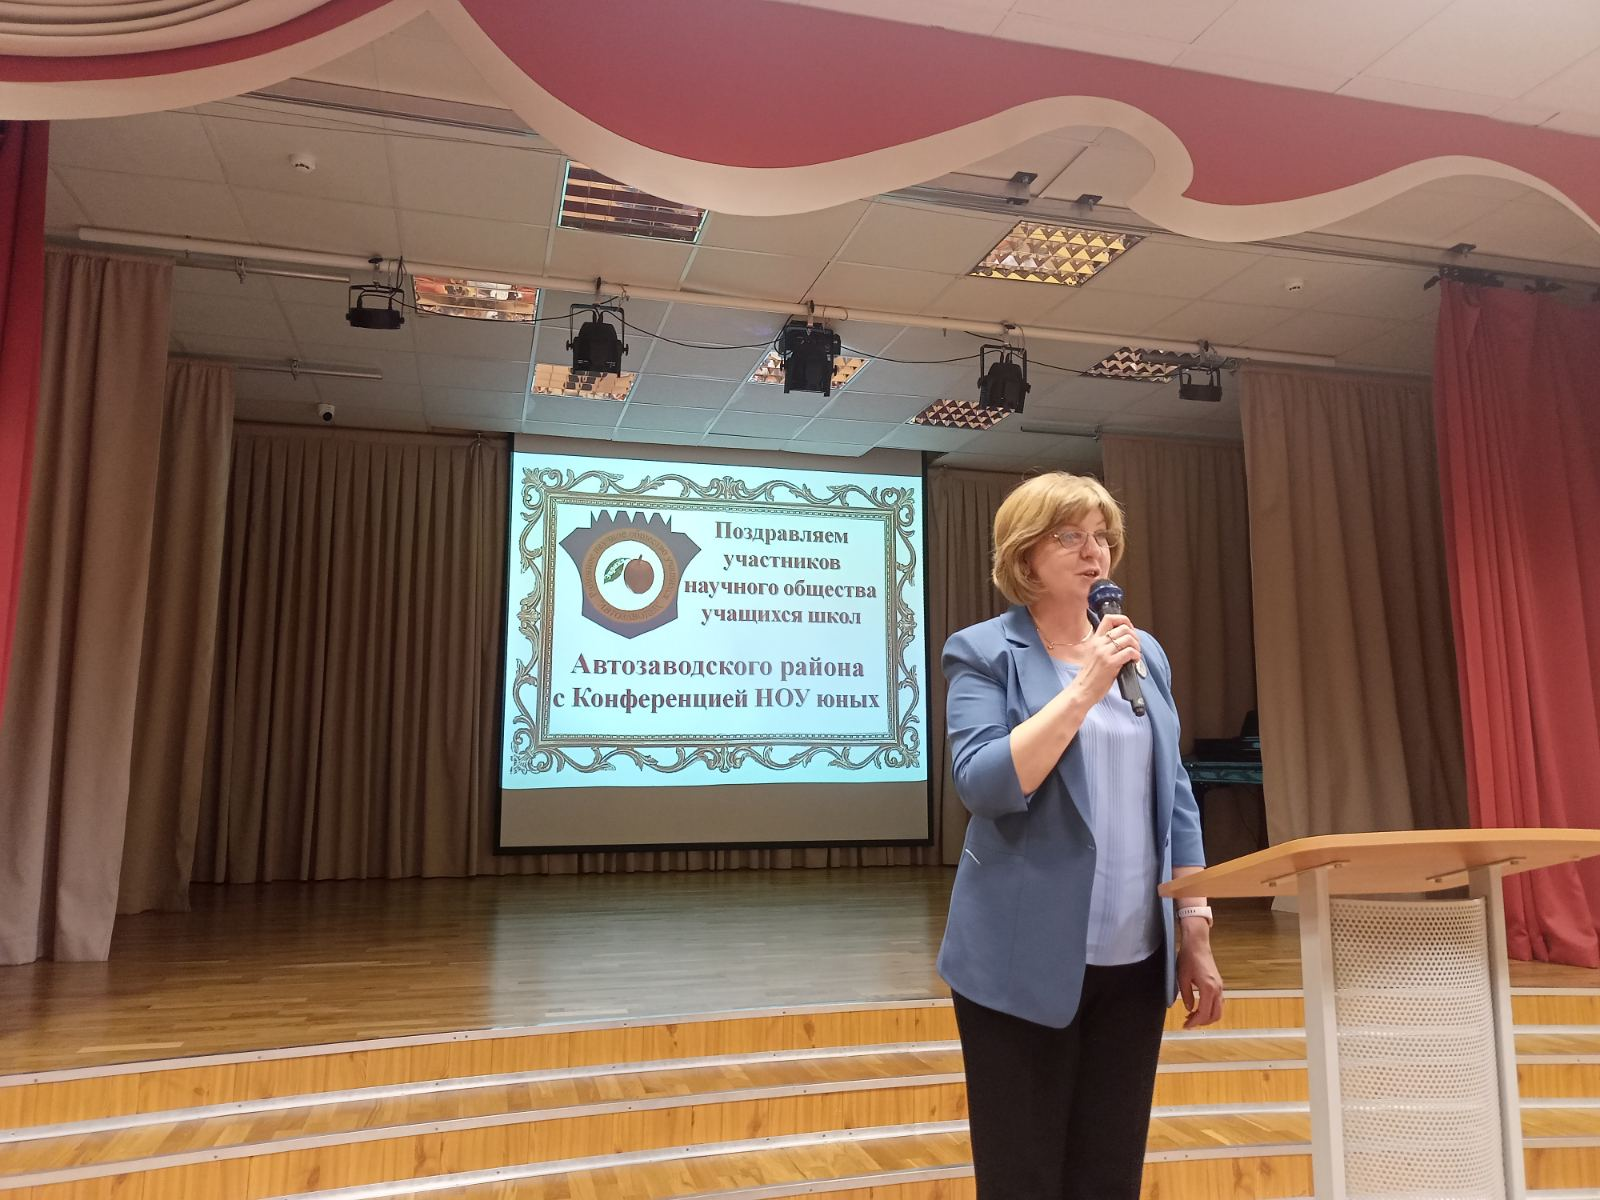 Поздравляем
участников
научного общества
учащихся школ
Автозаводского района
с Конференцией НОУ юных